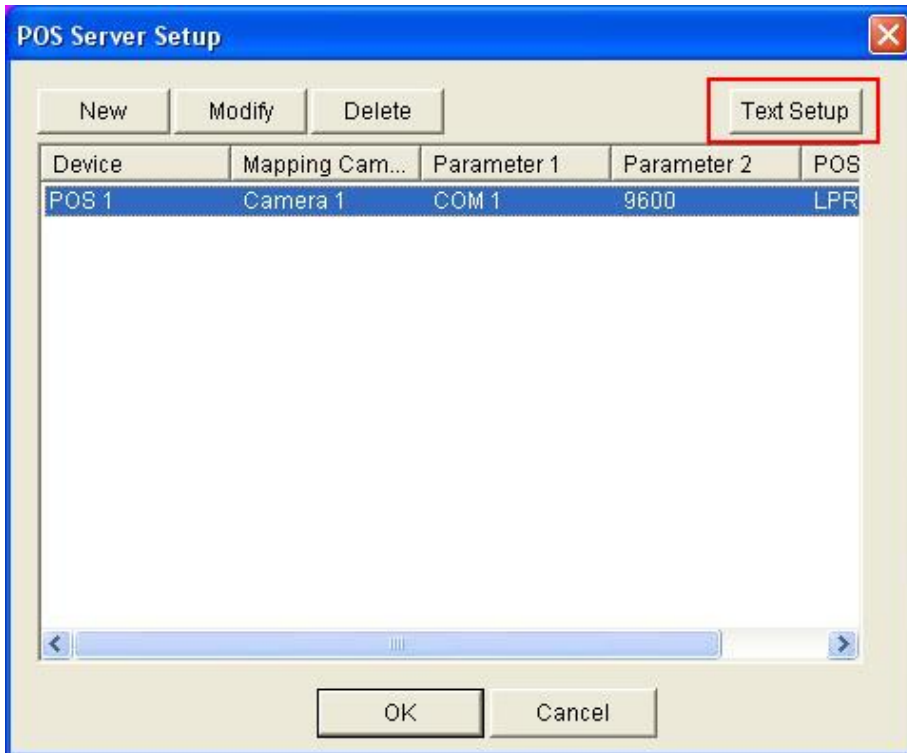 POS Server Setup
New Modify Delete Text Setup
Device Mapping Cam... Parameter 1 Parameter 2 POS
POS 1 Camera 1 COM 1 9600 LPR
OK Cancel